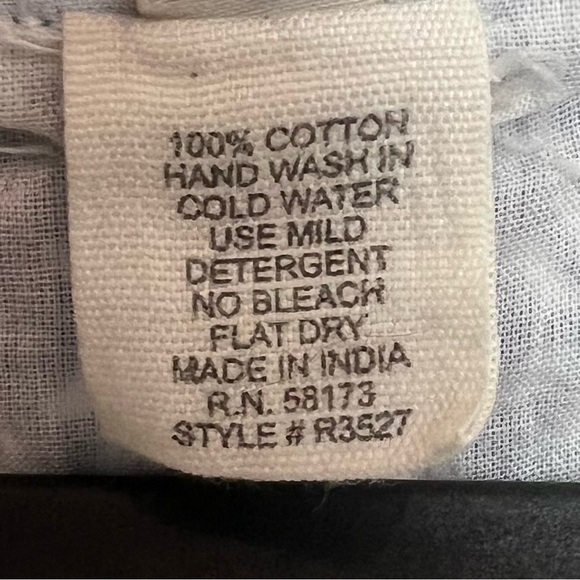 100% COTTON
HAND WASH IN
COLD WATER
USE MILD
DETERGENT
NO BLEACH
FLAT DRY
MADE IN INDIA
R.N. 58173
STYLE # R3527